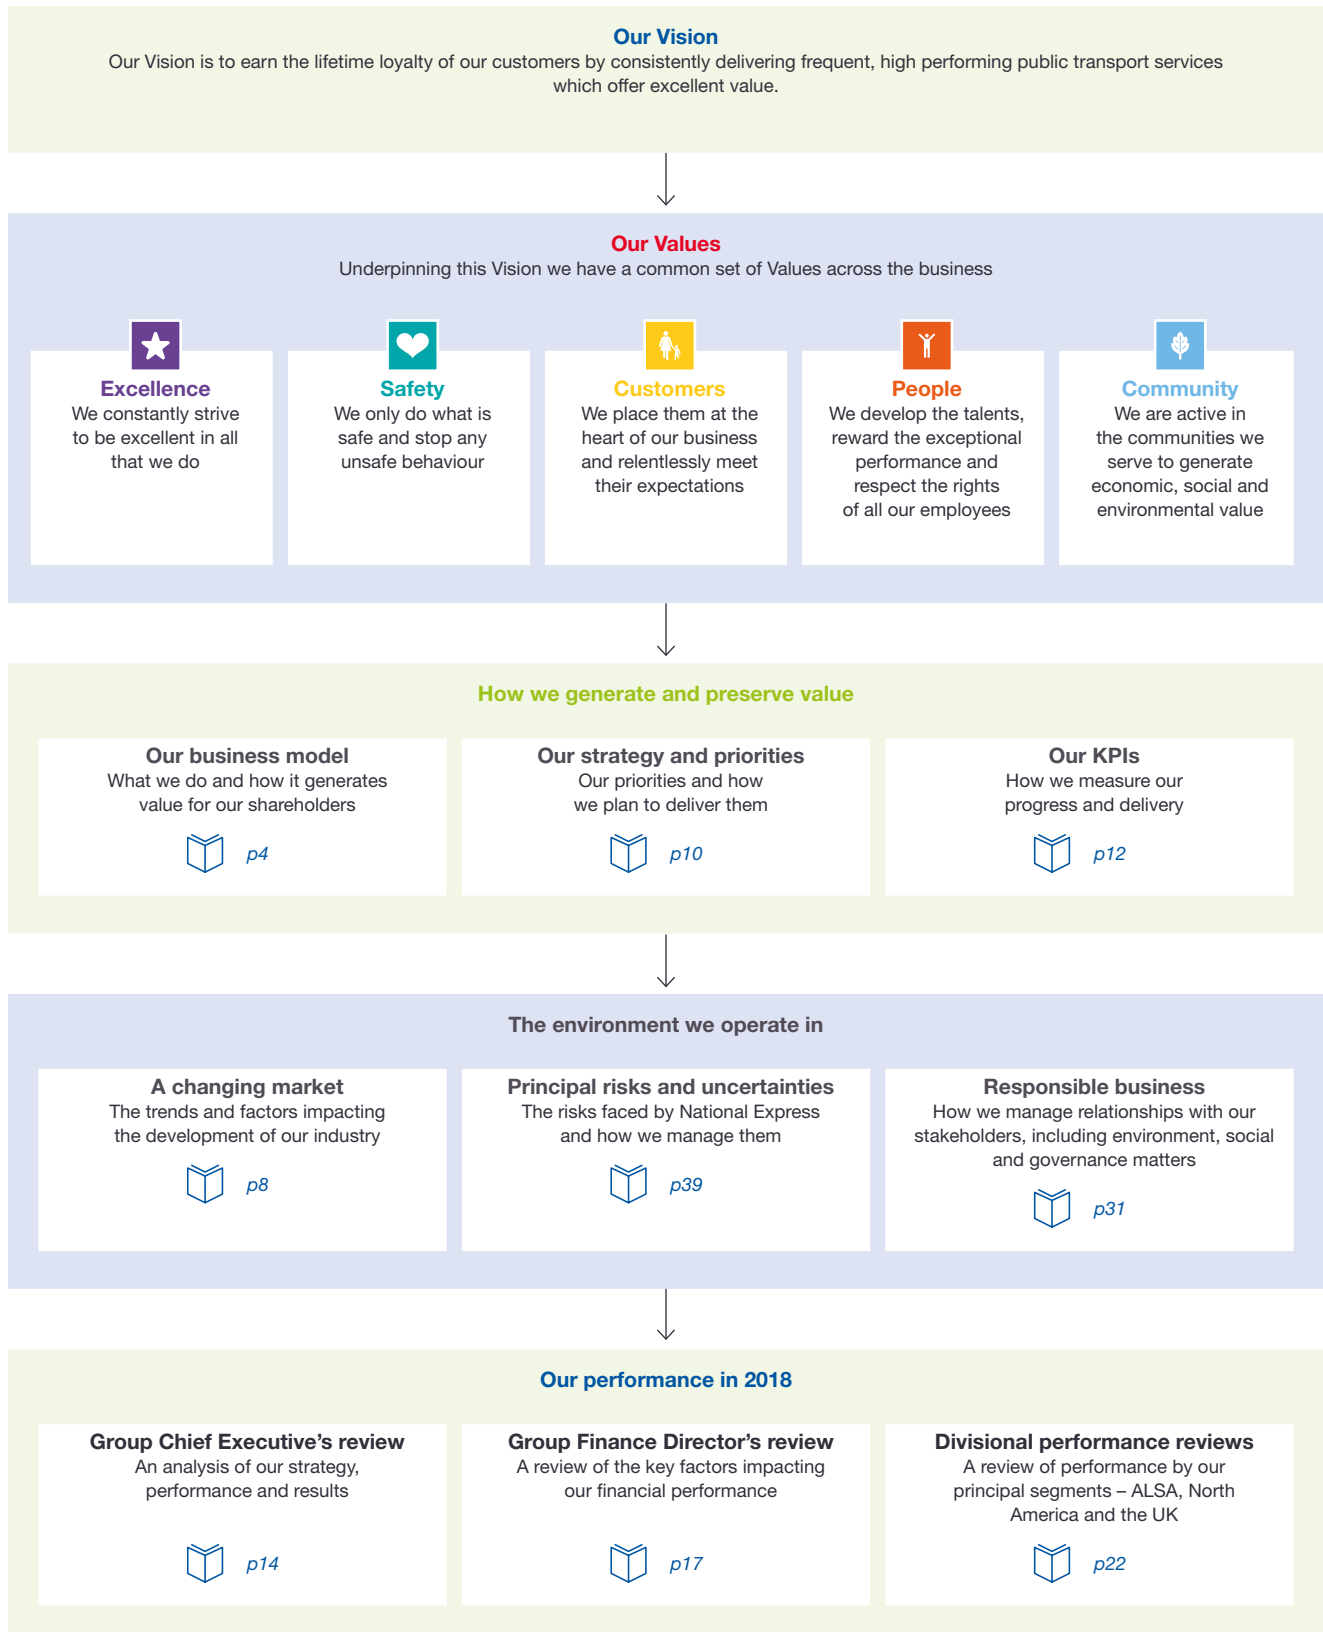 Our Vision
Our Vision is to earn the lifetime loyalty of our customers by consistently delivering frequent, high performing public transport services
which offer excellent value.
Our Values
Underpinning this Vision we have a common set of Values across the business
Excellence
We constantly strive
to be excellent in all
that we do
Safety
We only do what is
safe and stop any
unsafe behaviour
Customers
We place them at the
heart of our business
and relentlessly meet
their expectations
People
We develop the talents,
reward the exceptional
performance and
respect the rights
of all our employees
Community
We are active in
the communities we
serve to generate
economic, social and
environmental value
How we generate and preserve value
Our business model
What we do and how it generates
value for our shareholders
p4
Our strategy and priorities
Our priorities and how
we plan to deliver them
p10
Our KPIs
How we measure our
progress and delivery
p12
The environment we operate in
A changing market
The trends and factors impacting
the development of our industry
p8
Principal risks and uncertainties
The risks faced by National Express
and how we manage them
p39
Responsible business
How we manage relationships with our
stakeholders, including environment, social
and governance matters
p31
Our performance in 2018
Group Chief Executive’s review
An analysis of our strategy,
performance and results
p14
Group Finance Director’s review
A review of the key factors impacting
our financial performance
p17
Divisional performance reviews
A review of performance by our
principal segments – ALSA, North
America and the UK
p22